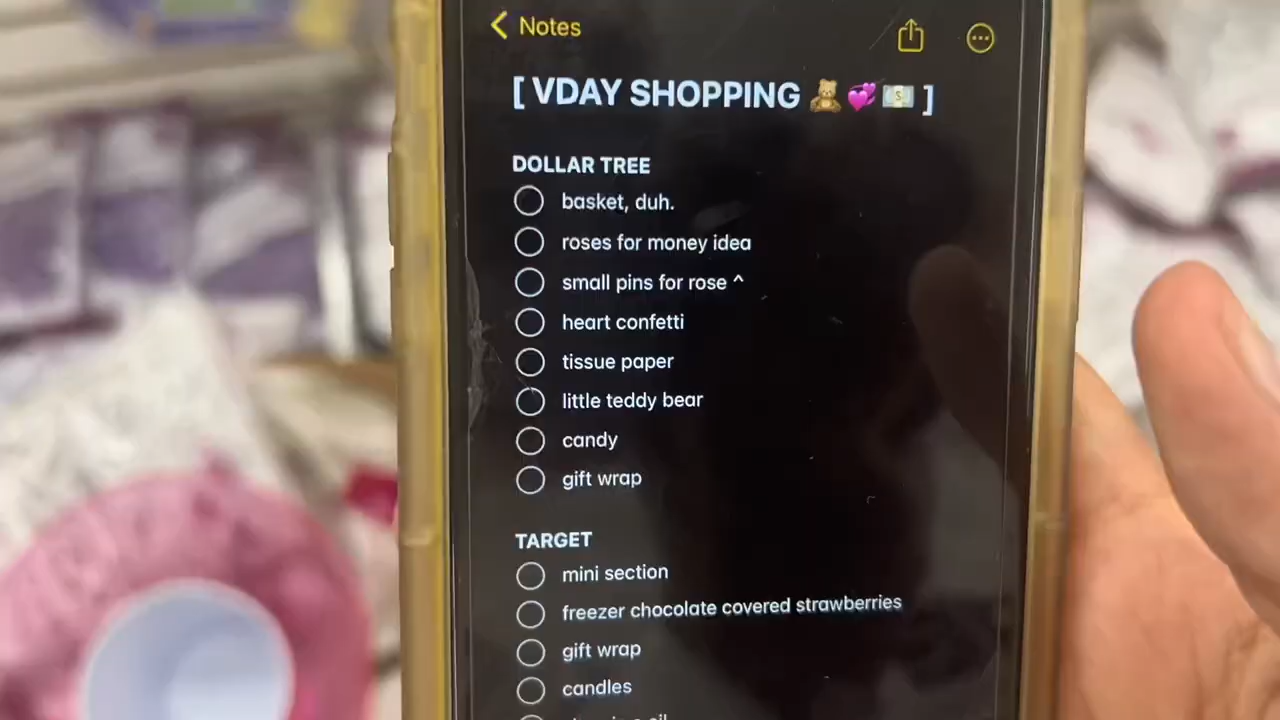 Notes
[ VDAY SHOPPING 🧸💞💵 ]
DOLLAR TREE
basket, duh.
roses for money idea
small pins for rose ^
heart confetti
tissue paper
little teddy bear
candy
gift wrap
TARGET
mini section
freezer chocolate covered strawberries
gift wrap
candles